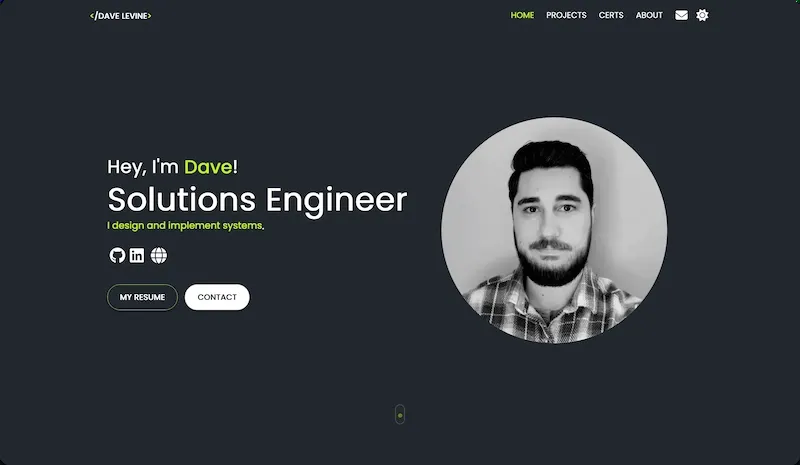 </DAVE LEVINE>
HOME PROJECTS CERTS ABOUT
Hey, I'm Dave!
Solutions Engineer
I design and implement systems.
MY RESUME CONTACT